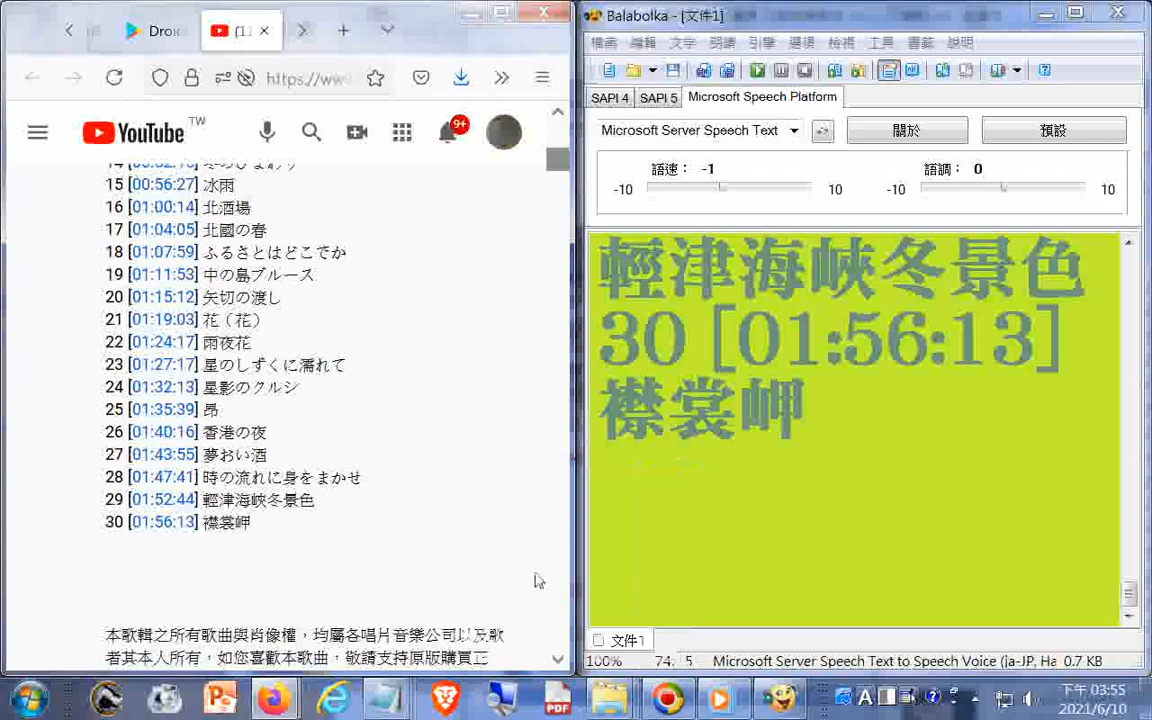 Balabolka - [文件1]
Droid
(1
TW
https://www
檔案 編輯 文字 朗讀 引擎 選項 檢視 工具 書籤 說明
SAPI 4 SAPI 5 Microsoft Speech Platform
YouTube
9+
Microsoft Server Speech Text
關於
預設
語速： -1
語調： 0
-10 10 -10 10
15 [00:56:27] 冰雨
16 [01:00:14] 北酒場
17 [01:04:05] 北國の春
18 [01:07:59] ふるさとはどこでか
19 [01:11:53] 中の島ブルース
20 [01:15:12] 矢切の渡し
21 [01:19:03] 花（花）
22 [01:24:17] 雨夜花
23 [01:27:17] 星のしずくに濡れて
24 [01:32:13] 星影のクルシ
25 [01:35:39] 昴
26 [01:40:16] 香港の夜
27 [01:43:55] 夢おい酒
28 [01:47:41] 時の流れに身をまかせ
29 [01:52:44] 輕津海峽冬景色
30 [01:56:13] 襟裳岬
本歌輯之所有歌曲與肖像權，均屬各唱片音樂公司以及歌
者其本人所有，如您喜歡本歌曲，敬請支持原版購買正
輕津海峽冬景色
30 [01:56:13]
襟裳岬
文件1
100% 74: 5 Microsoft Server Speech Text to Speech Voice (ja-JP, Ha 0.7 KB
下午 03:55
2021/6/10